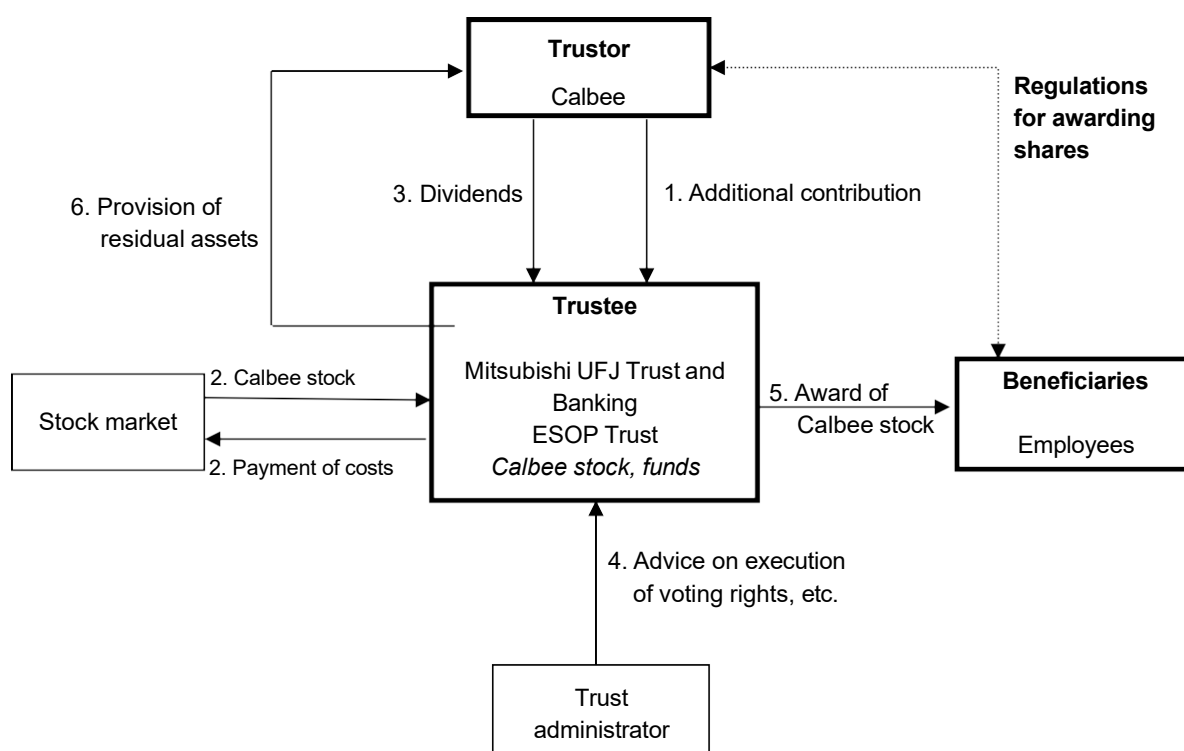 Trustor
Calbee
Regulations
for awarding
shares
6. Provision of
residual assets
3. Dividends
1. Additional contribution
Trustee
Mitsubishi UFJ Trust and
Banking
ESOP Trust
Calbee stock, funds
2. Calbee stock
Stock market
2. Payment of costs
5. Award of
Calbee stock
Beneficiaries
Employees
4. Advice on execution
of voting rights, etc.
Trust
administrator